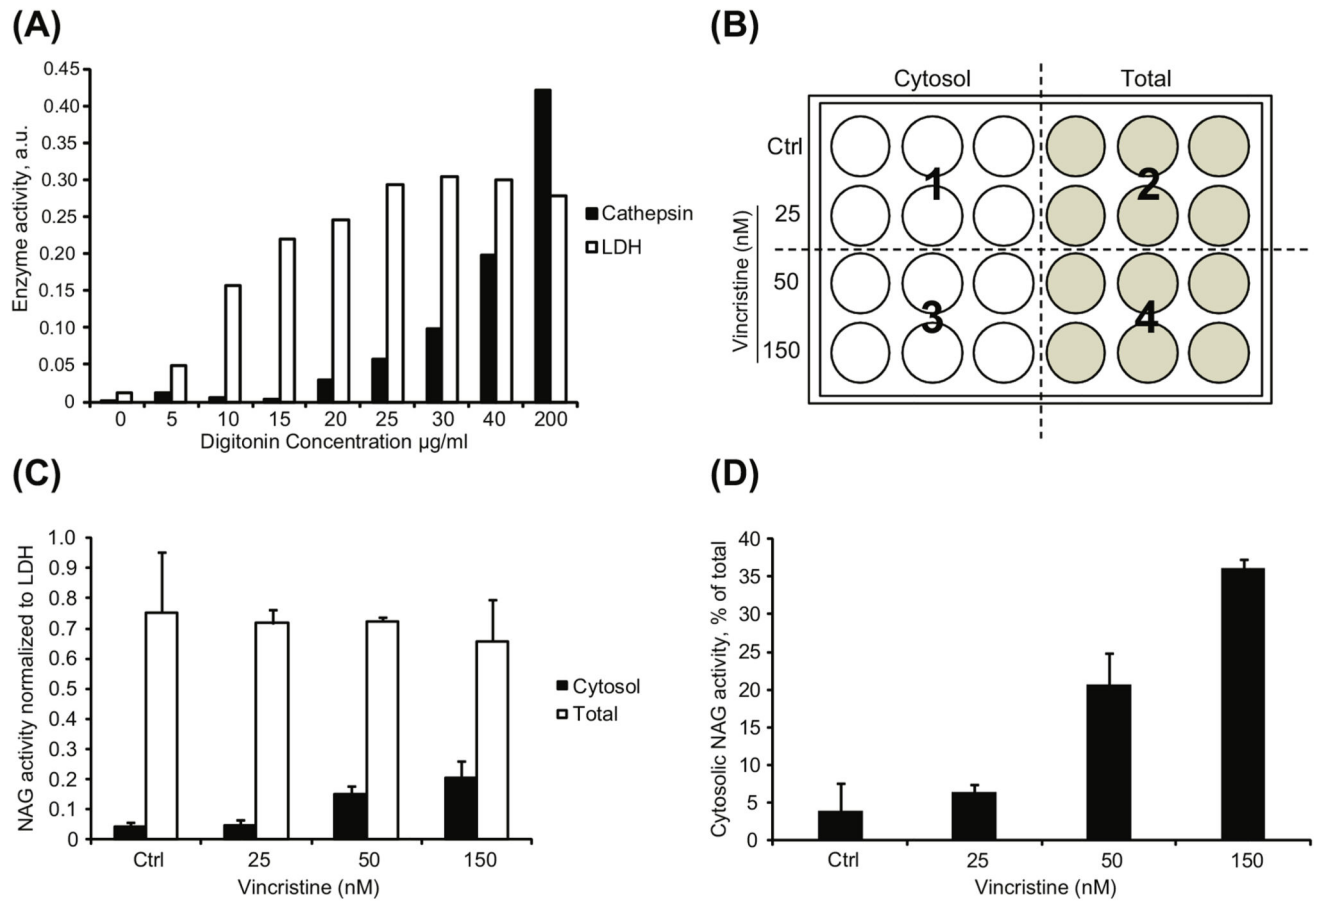 (A)
0.45
0.40
0.35
0.30
0.25
0.20
0.15
0.10
0.05
0
Enzyme activity, a.u.
Cathepsin
LDH
0 5 10 15 20 25 30 40 200
Digitonin Concentration µg/ml
(B)
Cytosol Total
Ctrl
25
50
150
Vincristine (nM)
1 2
3 4
(C)
1.0
0.9
0.8
0.7
0.6
0.5
0.4
0.3
0.2
0.1
0
NAG activity normalized to LDH
Cytosol
Total
Ctrl 25 50 150
Vincristine (nM)
(D)
40
35
30
25
20
15
10
5
0
Cytosolic NAG activity, % of total
Ctrl 25 50 150
Vincristine (nM)